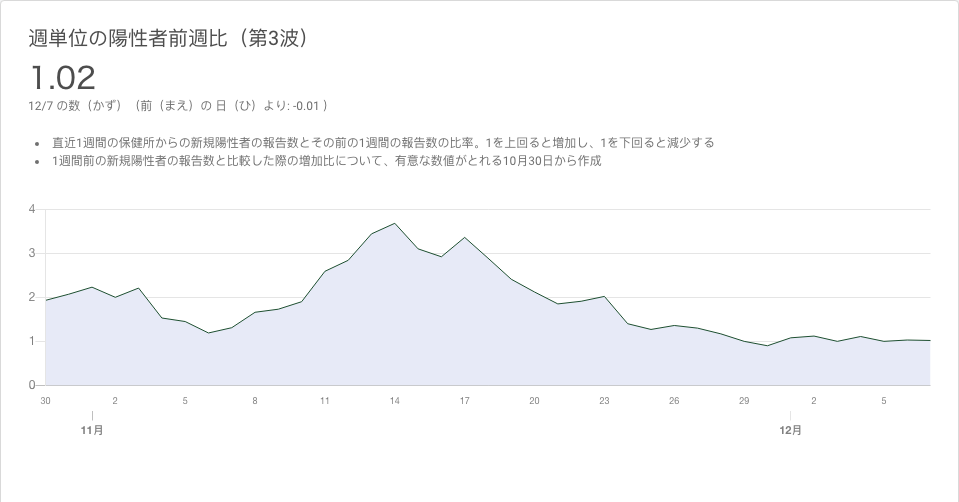 週単位の陽性者前週比（第3波）
1.02
12/7 の数（かず）（前（まえ）の 日（ひ）より: -0.01 ）
• 直近1週間の保健所からの新規陽性者の報告数とその前の1週間の報告数の比率。1を上回ると増加し、1を下回ると減少する
• 1週間前の新規陽性者の報告数と比較した際の増加比について、有意な数値がとれる10月30日から作成
4
3
2
1
0
30 2 5 8 11 14 17 20 23 26 29 2 5
11月 12月